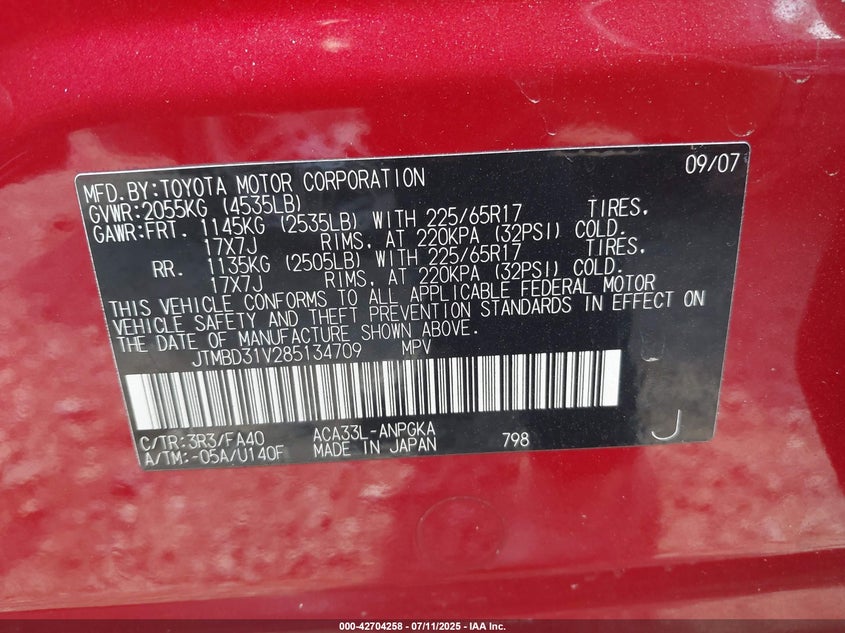 09/07
MFD.BY:TOYOTA MOTOR CORPORATION
GVWR:2055KG (4535LB)
GAWR:FRT. 1145KG (2535LB) WITH 225/65R17 TIRES,
17X7J RIMS, AT 220KPA (32PSI) COLD.
RR. 1135KG (2505LB) WITH 225/65R17 TIRES,
17X7J RIMS, AT 220KPA (32PSI) COLD.
THIS VEHICLE CONFORMS TO ALL APPLICABLE FEDERAL MOTOR
VEHICLE SAFETY AND THEFT PREVENTION STANDARDS IN EFFECT ON
THE DATE OF MANUFACTURE SHOWN ABOVE.
JTMBD31V285134709 MPV
C/TR:3R3/FA40 ACA33L-ANPGKA
A/TM:-05A/U140F MADE IN JAPAN 798 J
000-42704258 - 07/11/2025 - IAA Inc.